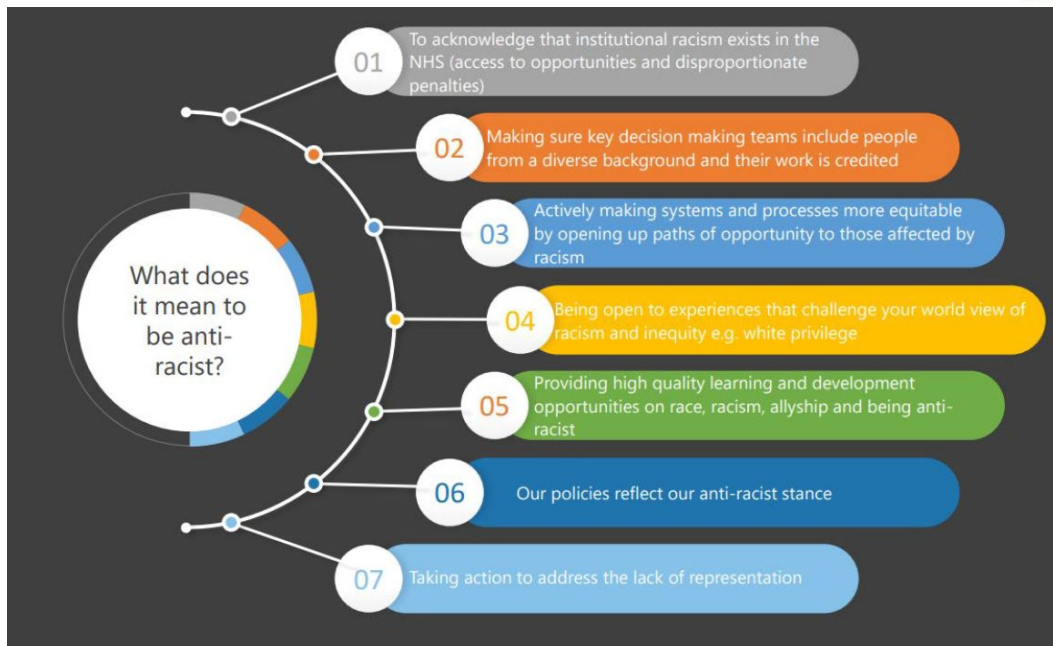 What does
it mean to
be anti-
racist?
01
To acknowledge that institutional racism exists in the
NHS (access to opportunities and disproportionate
penalties)
02
Making sure key decision making teams include people
from a diverse background and their work is credited
03
Actively making systems and processes more equitable
by opening up paths of opportunity to those affected by
racism
04
Being open to experiences that challenge your world view of
racism and inequity e.g. white privilege
05
Providing high quality learning and development
opportunities on race, racism, allyship and being anti-
racist
06
Our policies reflect our anti-racist stance
07
Taking action to address the lack of representation